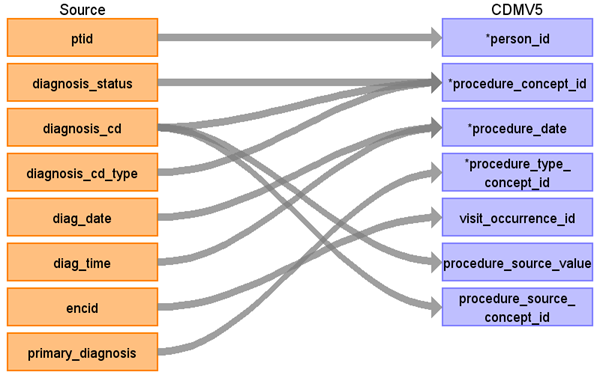 Source
CDMV5
ptid
*person_id
diagnosis_status
*procedure_concept_id
diagnosis_cd
*procedure_date
diagnosis_cd_type
*procedure_type_
concept_id
diag_date
visit_occurrence_id
diag_time
procedure_source_value
encid
procedure_source_
concept_id
primary_diagnosis